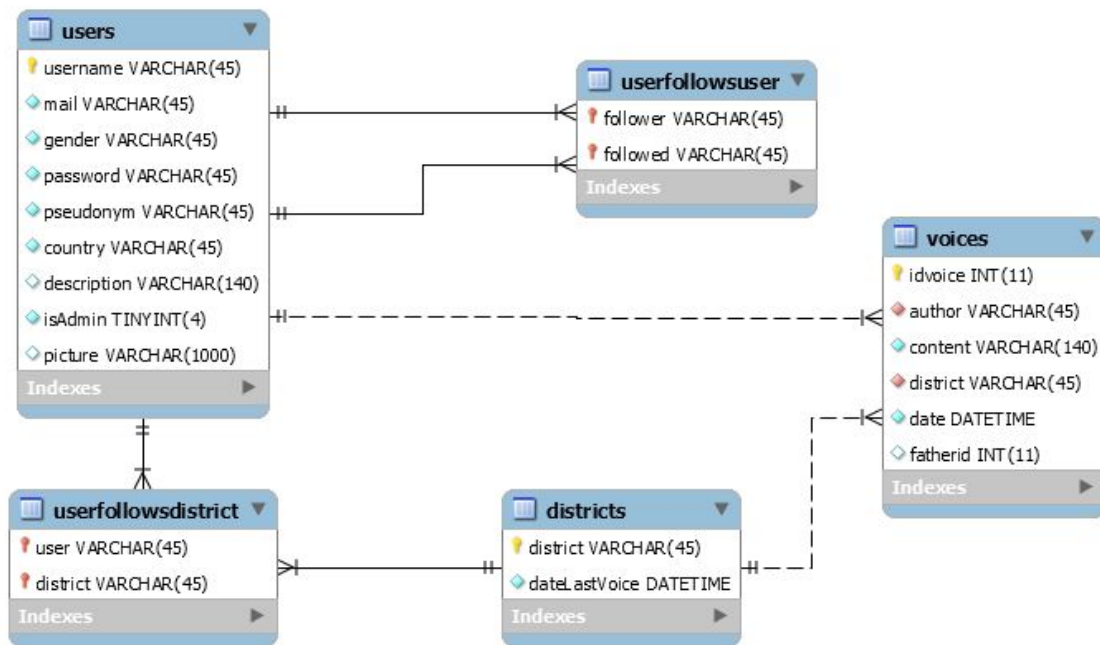 users
username VARCHAR(45)
mail VARCHAR(45)
gender VARCHAR(45)
password VARCHAR(45)
pseudonym VARCHAR(45)
country VARCHAR(45)
description VARCHAR(140)
isAdmin TINYINT(4)
picture VARCHAR(1000)
Indexes
userfollowsuser
follower VARCHAR(45)
followed VARCHAR(45)
Indexes
voices
idvoice INT(11)
author VARCHAR(45)
content VARCHAR(140)
district VARCHAR(45)
date DATETIME
fatherid INT(11)
Indexes
userfollowsdistrict
user VARCHAR(45)
district VARCHAR(45)
Indexes
districts
district VARCHAR(45)
dateLastVoice DATETIME
Indexes